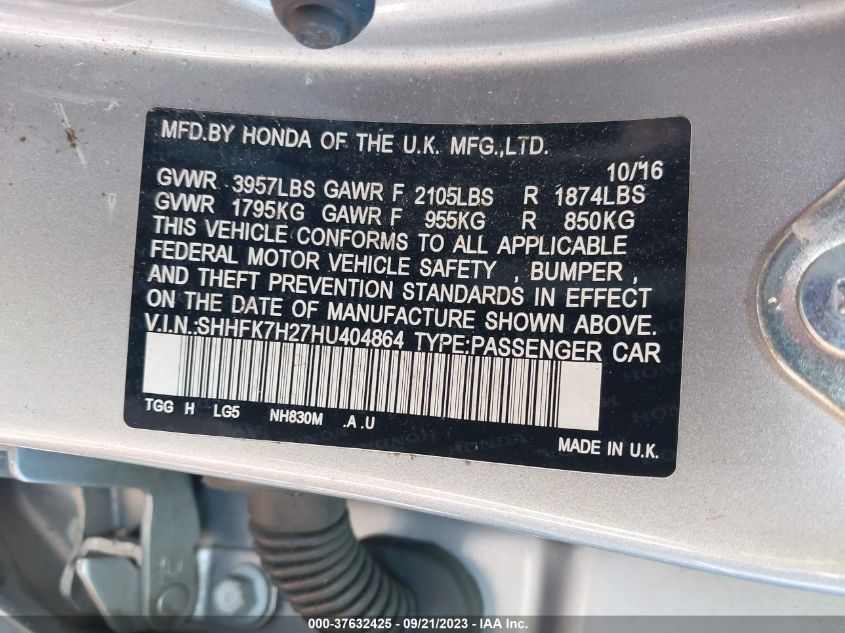 MFD.BY HONDA OF THE U.K. MFG.,LTD.
10/'16
GVWR 3957LBS GAWR F 2105LBS R 1874LBS
GVWR 1795KG GAWR F 955KG R 850KG
THIS VEHICLE CONFORMS TO ALL APPLICABLE
FEDERAL MOTOR VEHICLE SAFETY , BUMPER ,
AND THEFT PREVENTION STANDARDS IN EFFECT
ON THE DATE OF MANUFACTURE SHOWN ABOVE.
V.I.N.:SHHFK7H27HU404864 TYPE:PASSENGER CAR
TGG H LG5 NH830M .A .U
MADE IN U.K.
000-37632425 - 09/21/2023 - IAA Inc.